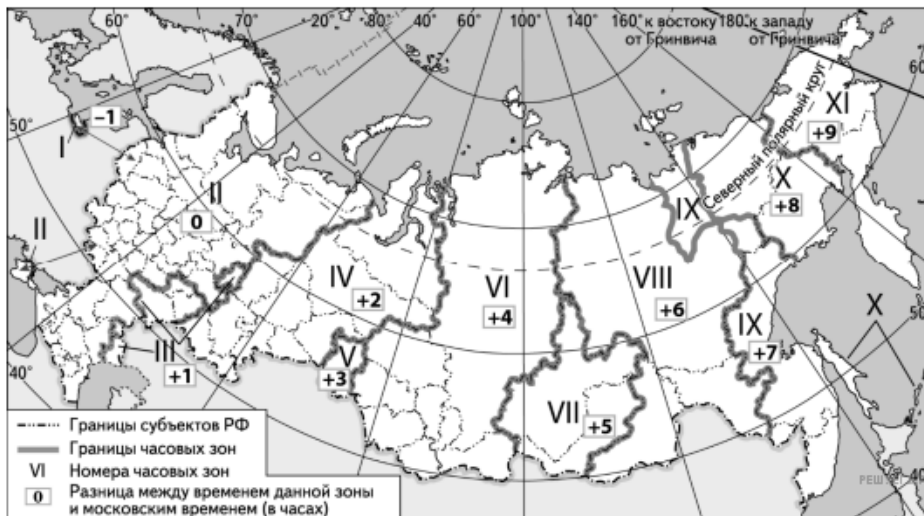 60° 70° 20° 40° 60° 80° 100° 120° 140° 160° к востоку 180° к западу
от Гринвича от Гринвича
60°
50°
I
−1
II
0
II
III
+1
40°
IV
+2
V
+3
VI
+4
VII
+5
VIII
+6
IX
IX
+7
X
+8
XI
+9
X
Северный полярный круг
50
40°
Границы субъектов РФ
Границы часовых зон
VI Номера часовых зон
0 Разница между временем данной зоны
и московским временем (в часах)